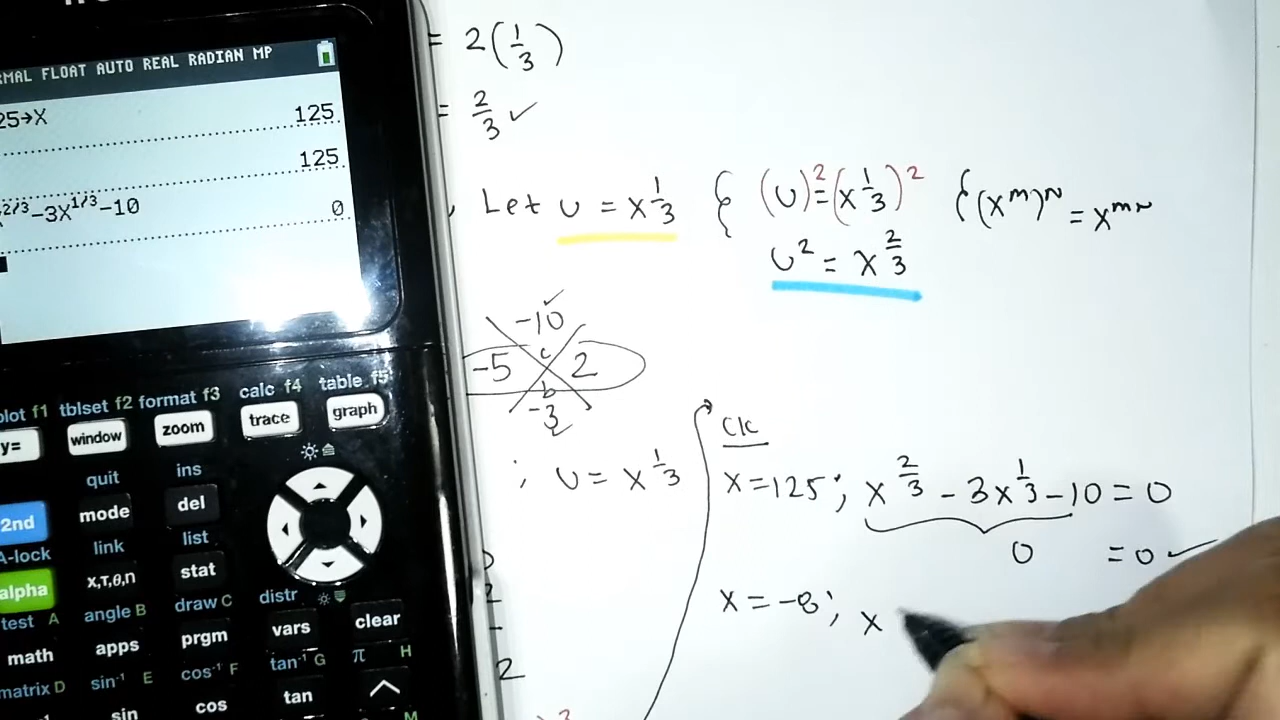 RMAL FLOAT AUTO REAL RADIAN MP
25→X
125
125
X^2/3-3X^1/3-10
0
plot f1 tblset f2 format f3 calc f4 table f5
y= window zoom trace graph
quit ins
2nd mode del
A-lock link list
alpha x,T,θ,n stat
test A angle B draw C distr
math apps prgm vars clear
matrix D sin⁻¹ E cos⁻¹ F tan⁻¹ G π H
sin cos tan ^
M
= 2(1/3)
= 2/3 ✓
Let u = x^1/3 { (u)^2 = (x^1/3)^2 { (x^m)^n = x^mn
u^2 = x^2/3
-10 ✓
-5 c 2
b
-3
; u = x^1/3
Ck
x = 125 ; x^2/3 - 3x^1/3 - 10 = 0
0 = 0 ✓
x = -8 ; x
2